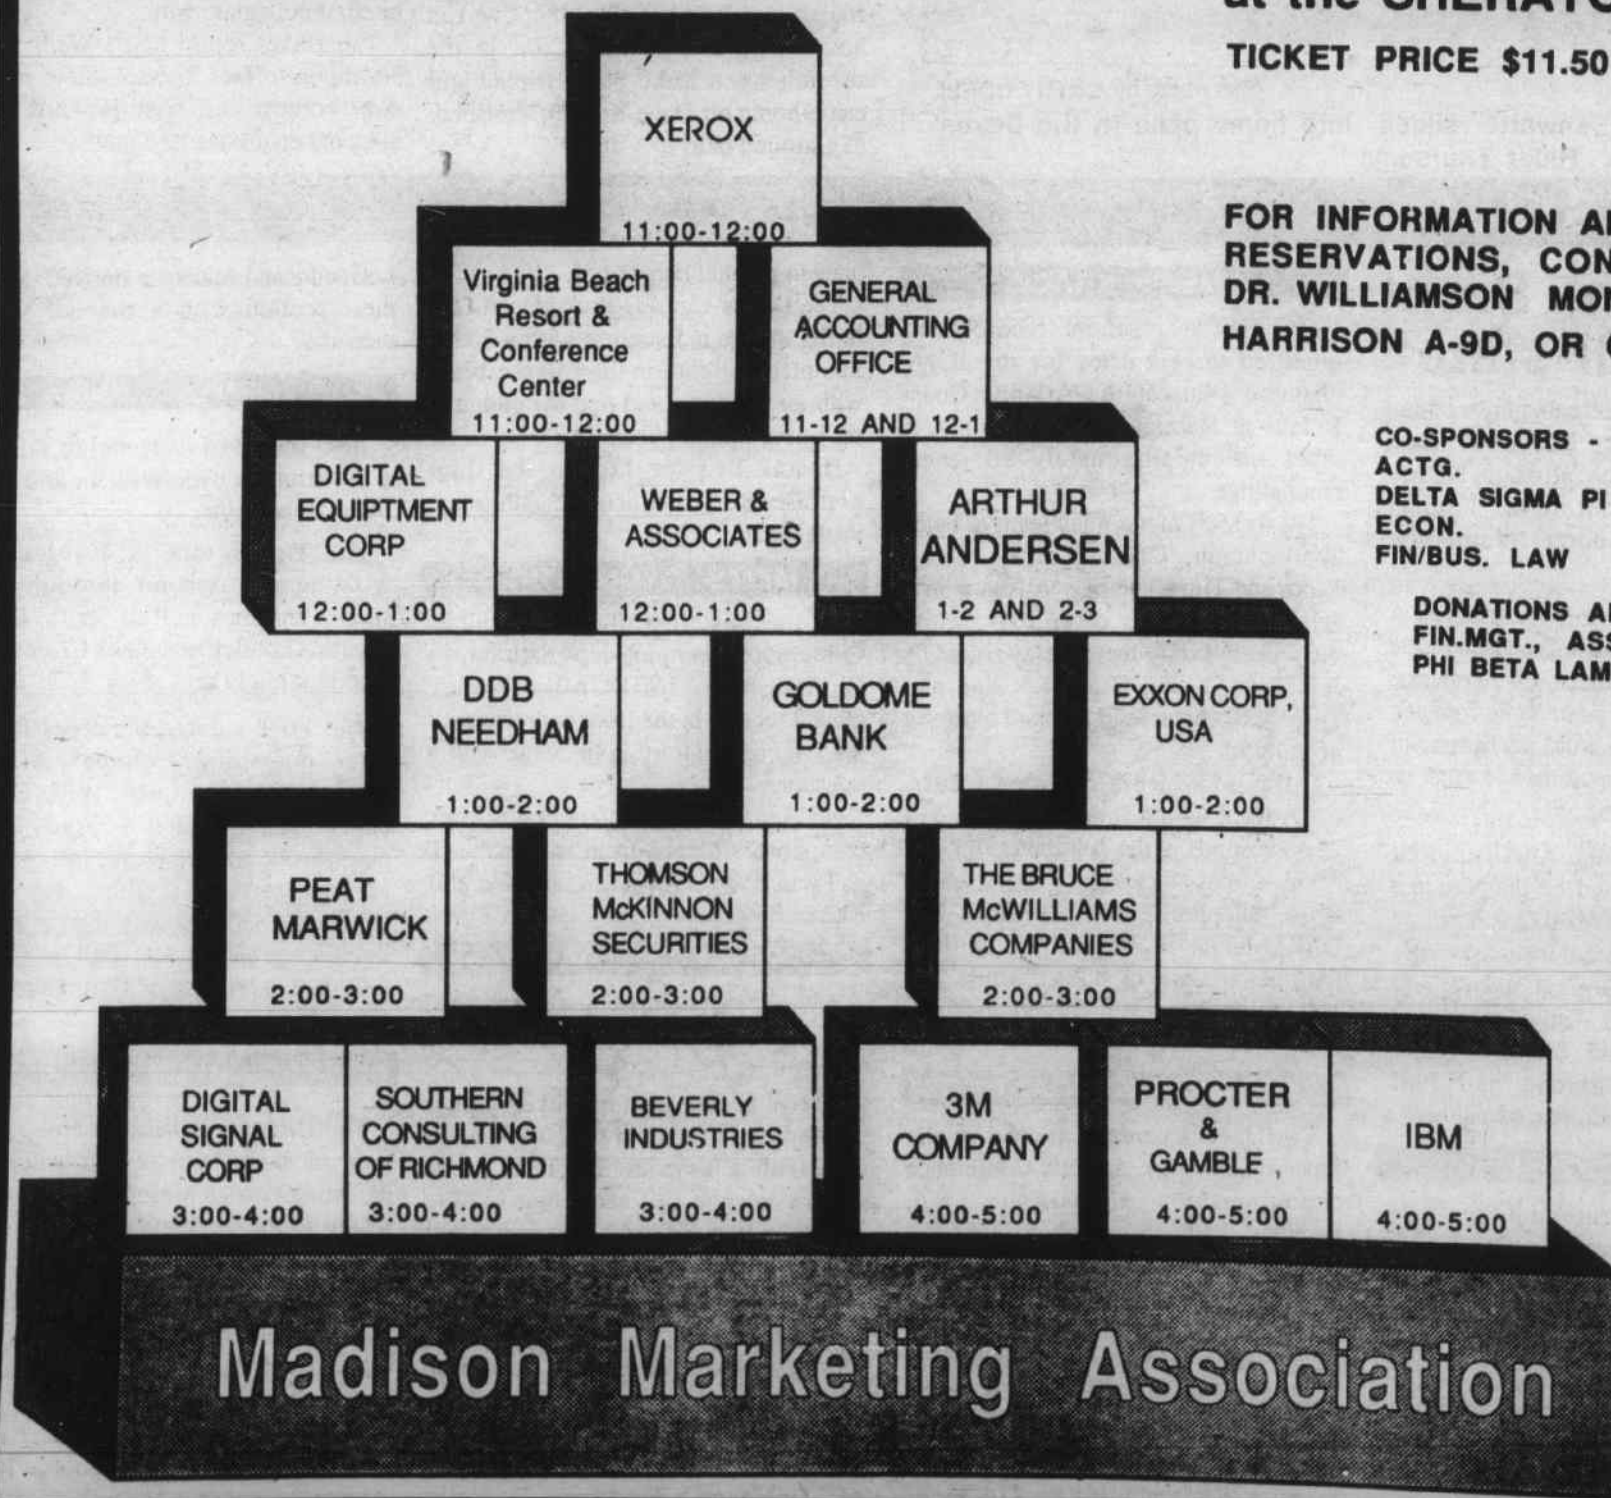 at the
TICKET PRICE $11.50
XEROX
11:00-12:00
FOR INFORMATION
RESERVATIONS,
DR. WILLIAMSON
HARRISON A-9D, OR
Virginia Beach
Resort &
Conference
Center
11:00-12:00
GENERAL
ACCOUNTING
OFFICE
11-12 AND 12-1
CO-SPONSORS -
ACTG.
DELTA SIGMA PI
ECON.
FIN/BUS. LAW
DIGITAL
EQUIPTMENT
CORP
12:00-1:00
WEBER &
ASSOCIATES
12:00-1:00
ARTHUR
ANDERSEN
1-2 AND 2-3
DONATIONS
FIN.MGT.,
PHI BETA
DDB
NEEDHAM
1:00-2:00
GOLDOME
BANK
1:00-2:00
EXXON CORP,
USA
1:00-2:00
PEAT
MARWICK
2:00-3:00
THOMSON
McKINNON
SECURITIES
2:00-3:00
THE BRUCE
McWILLIAMS
COMPANIES
2:00-3:00
DIGITAL
SIGNAL
CORP
3:00-4:00
SOUTHERN
CONSULTING
OF RICHMOND
3:00-4:00
BEVERLY
INDUSTRIES
3:00-4:00
3M
COMPANY
4:00-5:00
PROCTER
&
GAMBLE
4:00-5:00
IBM
4:00-5:00
Madison Marketing Association